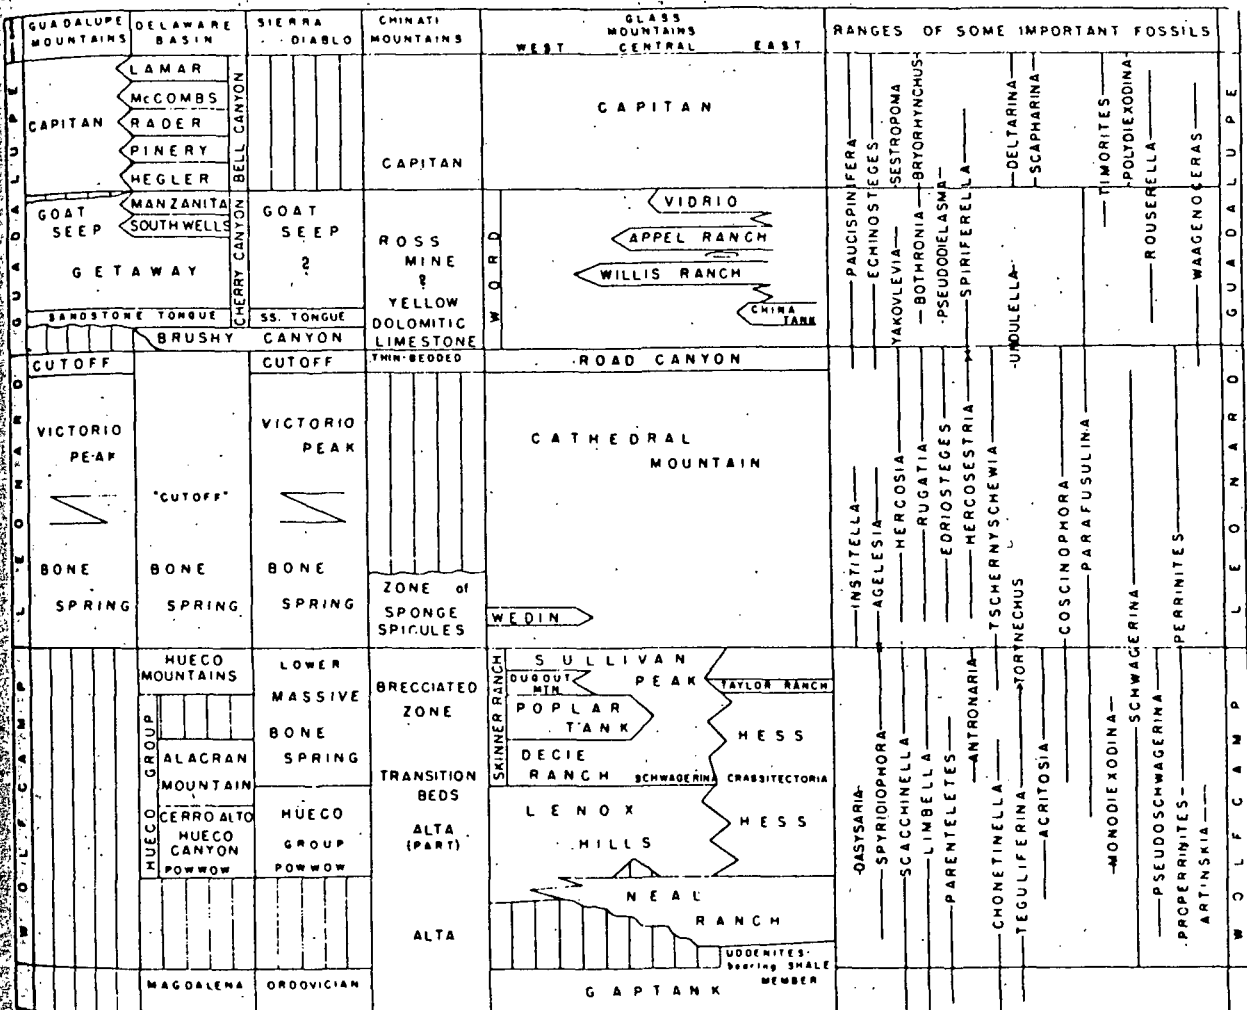 GUADALUPE MOUNTAINS
DELAWARE BASIN
SIERRA DIABLO
CHINATI MOUNTAINS
GLASS MOUNTAINS
WEST CENTRAL EAST
RANGES OF SOME IMPORTANT FOSSILS
GUADALUPE
LEONARD
WOLFCAMP
CAPITAN
GOAT SEEP
GETAWAY
SANDSTONE TONGUE
CUTOFF
VICTORIO PEAK
BONE SPRING
LAMAR
McCOMBS
RADER
PINERY
HEGLER
BELL CANYON
MANZANITA
SOUTH WELLS
CHERRY CANYON
BRUSHY CANYON
"CUTOFF"
BONE SPRING
HUECO MOUNTAINS
HUECO GROUP
ALACRAN MOUNTAIN
CERRO ALTO
HUECO CANYON
POWWOW
MAGDALENA
GOAT SEEP
?
SS. TONGUE
CUTOFF
VICTORIO PEAK
BONE SPRING
LOWER MASSIVE BONE SPRING
HUECO GROUP
POWWOW
ORDOVICIAN
CAPITAN
ROSS MINE
?
YELLOW DOLOMITIC LIMESTONE
THIN-BEDDED
ZONE of SPONGE SPICULES
BRECCIATED ZONE
TRANSITION BEDS
ALTA (PART)
ALTA
CAPITAN
WORD
VIDRIO
APPEL RANCH
WILLIS RANCH
CHINA TANK
ROAD CANYON
CATHEDRAL MOUNTAIN
WEDIN
SKINNER RANCH
SULLIVAN PEAK
DUGOUT MTN.
TAYLOR RANCH
POPLAR TANK
DECIE RANCH
SCHWAGERINA CRASSITECTORIA
HESS
LENOX HILLS
HESS
NEAL RANCH
UDDENITES-bearing SHALE MEMBER
GAPTANK
PAUCISPINIFERA
ECHINOSTEGES
YAKOVLEVIA
SESTROPOMA
BOTHRONIA
BRYORHYNCHUS
PSEUDODIELASMA
SPIRIFERELLA
UNDULELLA
DELTARINA
SCAPHARINA
TIMORITES
POLYDIEXODINA
ROUSERELLA
WAAGENOCERAS
INSTITELLA
AGELESIA
HERCOSIA
RUGATIA
EDRIOSTEGES
HERCOSESTRIA
TSCHERNYSCHEWIA
TORYNECHUS
COSCINOPHORA
PARAFUSULINA
SCHWAGERINA
PERRINITES
DASYSARIA
SPYRIDIOPHORA
SCACCHINELLA
LIMBELLA
PARENTELETES
ANTRONARIA
CHONETINELLA
TEGULIFERINA
ACRITOSIA
MONODIEXODINA
PSEUDOSCHWAGERINA
PROPERRINITES
ARTINSKIA
GUADALUPE
LEONARD
WOLFCAMP